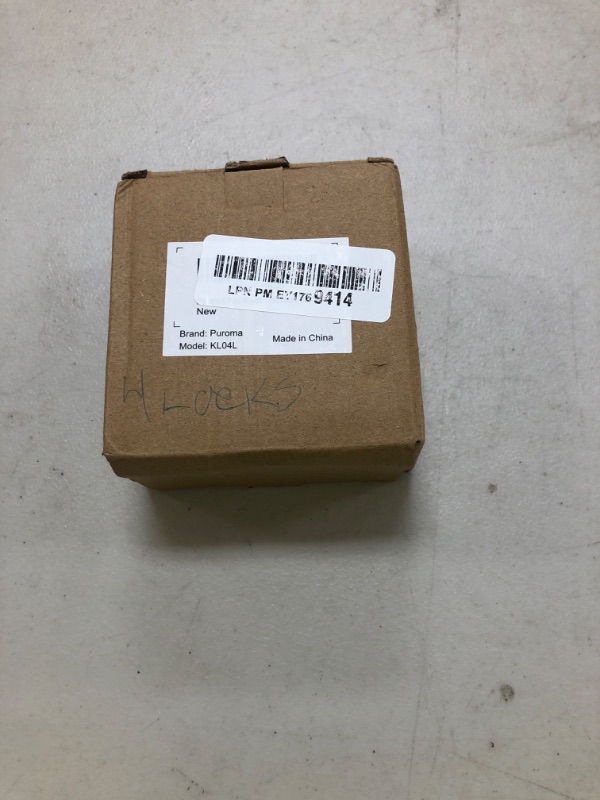 LPN PM EY1769414
New
Brand: Puroma
Made in China
Model: KL04L
4 LOCKS